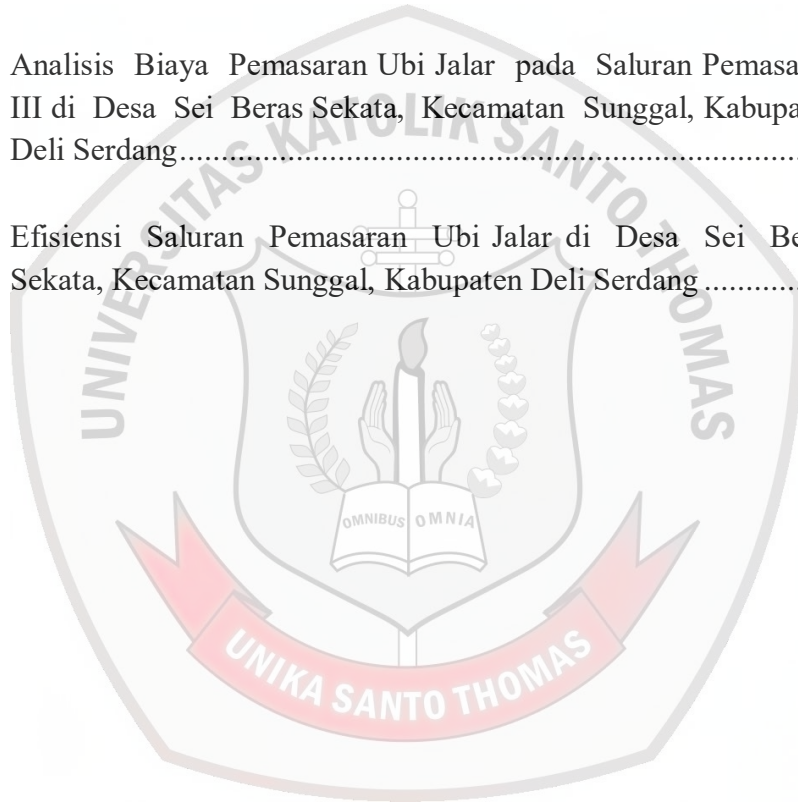 Analisis Biaya Pemasaran Ubi Jalar pada Saluran Pemasa
III di Desa Sei Beras Sekata, Kecamatan Sunggal, Kabupa
Deli Serdang......................................................................
Efisiensi Saluran Pemasaran Ubi Jalar di Desa Sei Be
Sekata, Kecamatan Sunggal, Kabupaten Deli Serdang ............
UNIVERSITAS KATOLIK SANTO THOMAS
OMNIBUS OMNIA
UNIKA SANTO THOMAS